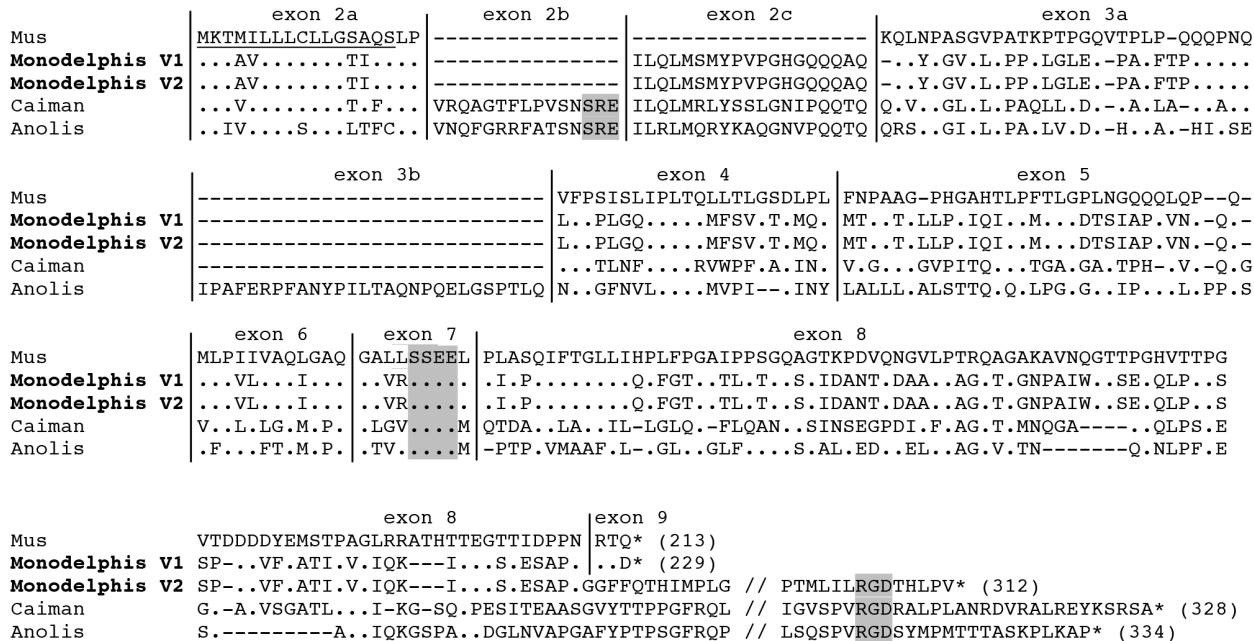 exon 2a exon 2b exon 2c exon 3a
Mus MKTMILLLCLLGSAQSLP --------------- ------------------- KQLNPASGVPATKPTPGQVTPLP-QQQPNQ
Monodelphis V1 ...AV.......TI.... --------------- ILQLMSMYPVPGHGQQQAQ -..Y.GV.L.PP.LGLE.-PA.FTP.....
Monodelphis V2 ...AV.......TI.... --------------- ILQLMSMYPVPGHGQQQAQ -..Y.GV.L.PP.LGLE.-PA.FTP.....
Caiman ....V.......T.F... VRQAGTFLPVSNSRE ILQLMRLYSSLGNIPQQTQ Q.V..GL.L.PAQLL.D.-A.LA-..A..
Anolis ..IV....S...LTFC.. VNQFGRRFATSNSRE ILRLMQRYKAQGNVPQQTQ QRS..GI.L.PA.LV.D.-H..A.-HI.SE
exon 3b exon 4 exon 5
Mus ---------------------------- VFPSISLIPLTQLLTLGSDLPL FNPAAG-PHGAHTLPFTLGPLNGQQQLQP--Q-
Monodelphis V1 ---------------------------- L..PLGQ.....MFSV.T.MQ. MT..T.LLP.IQI..M...DTSIAP.VN.-Q.-
Monodelphis V2 ---------------------------- L..PLGQ.....MFSV.T.MQ. MT..T.LLP.IQI..M...DTSIAP.VN.-Q.-
Caiman ---------------------------- ...TLNF....RVWPF.A.IN. V.G...GVPITQ...TGA.GA.TPH-.V.-Q.G
Anolis IPAFERPFANYPILTAQNPQELGSPTLQ N..GFNVL....MVPI--.INY LALLL.ALSTTQ.Q.LPG.G..IP...L.PP.S
exon 6 exon 7 exon 8
Mus MLPIIVAQLGAQ GALLSSEEL PLASQIFTGLLIHPLFPGAIPPSGQAGTKPDVQNGVLPTRQAGAKAVNQGTTPGHVTTPG
Monodelphis V1 ...VL...I... ..VR..... .I.P........Q.FGT..TL.T..S.IDANT.DAA..AG.T.GNPAIW..SE.QLP..S
Monodelphis V2 ...VL...I... ..VR..... .I.P........Q.FGT..TL.T..S.IDANT.DAA..AG.T.GNPAIW..SE.QLP..S
Caiman V..L.LG.M.P. .LGV....M QTDA..LA..IL-LGLQ.-FLQAN..SINSEGPDI.F.AG.T.MNQGA----..QLPS.E
Anolis .F...FT.M.P. .TV.....M -PTP.VMAAF.L-.GL..GLF....S.AL.ED..EL..AG.V.TN-------Q.NLPF.E
exon 8 exon 9
Mus VTDDDDYEMSTPAGLRRATHTTEGTTIDPPN RTQ* (213)
Monodelphis V1 SP-..VF.ATI.V.IQK---I...S.ESAP. ..D* (229)
Monodelphis V2 SP-..VF.ATI.V.IQK---I...S.ESAP.GGFFQTHIMPLG // PTMLILRGDTHLPV* (312)
Caiman G.-A.VSGATL...I-KG-SQ.PESITEAASGVYTTPPGFRQL // IGVSPVRGDRALPLANRDVRALREYKSRSA* (328)
Anolis S.---------A..IQKGSPA..DGLNVAPGAFYPTPSGFRQP // LSQSPVRGDSYMPMTTTASKPLKAP* (334)